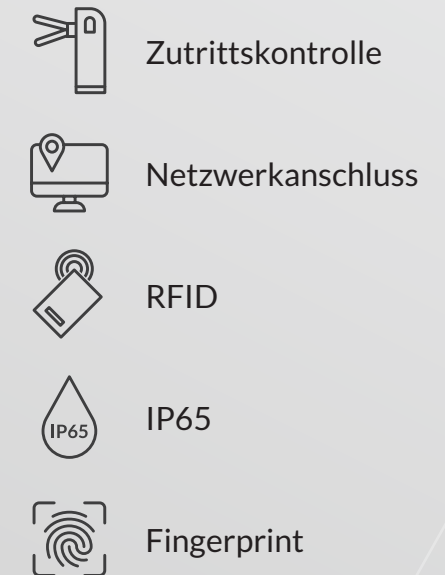 Zutrittskontrolle
Netzwerkanschluss
RFID
IP65
IP65
Fingerprint